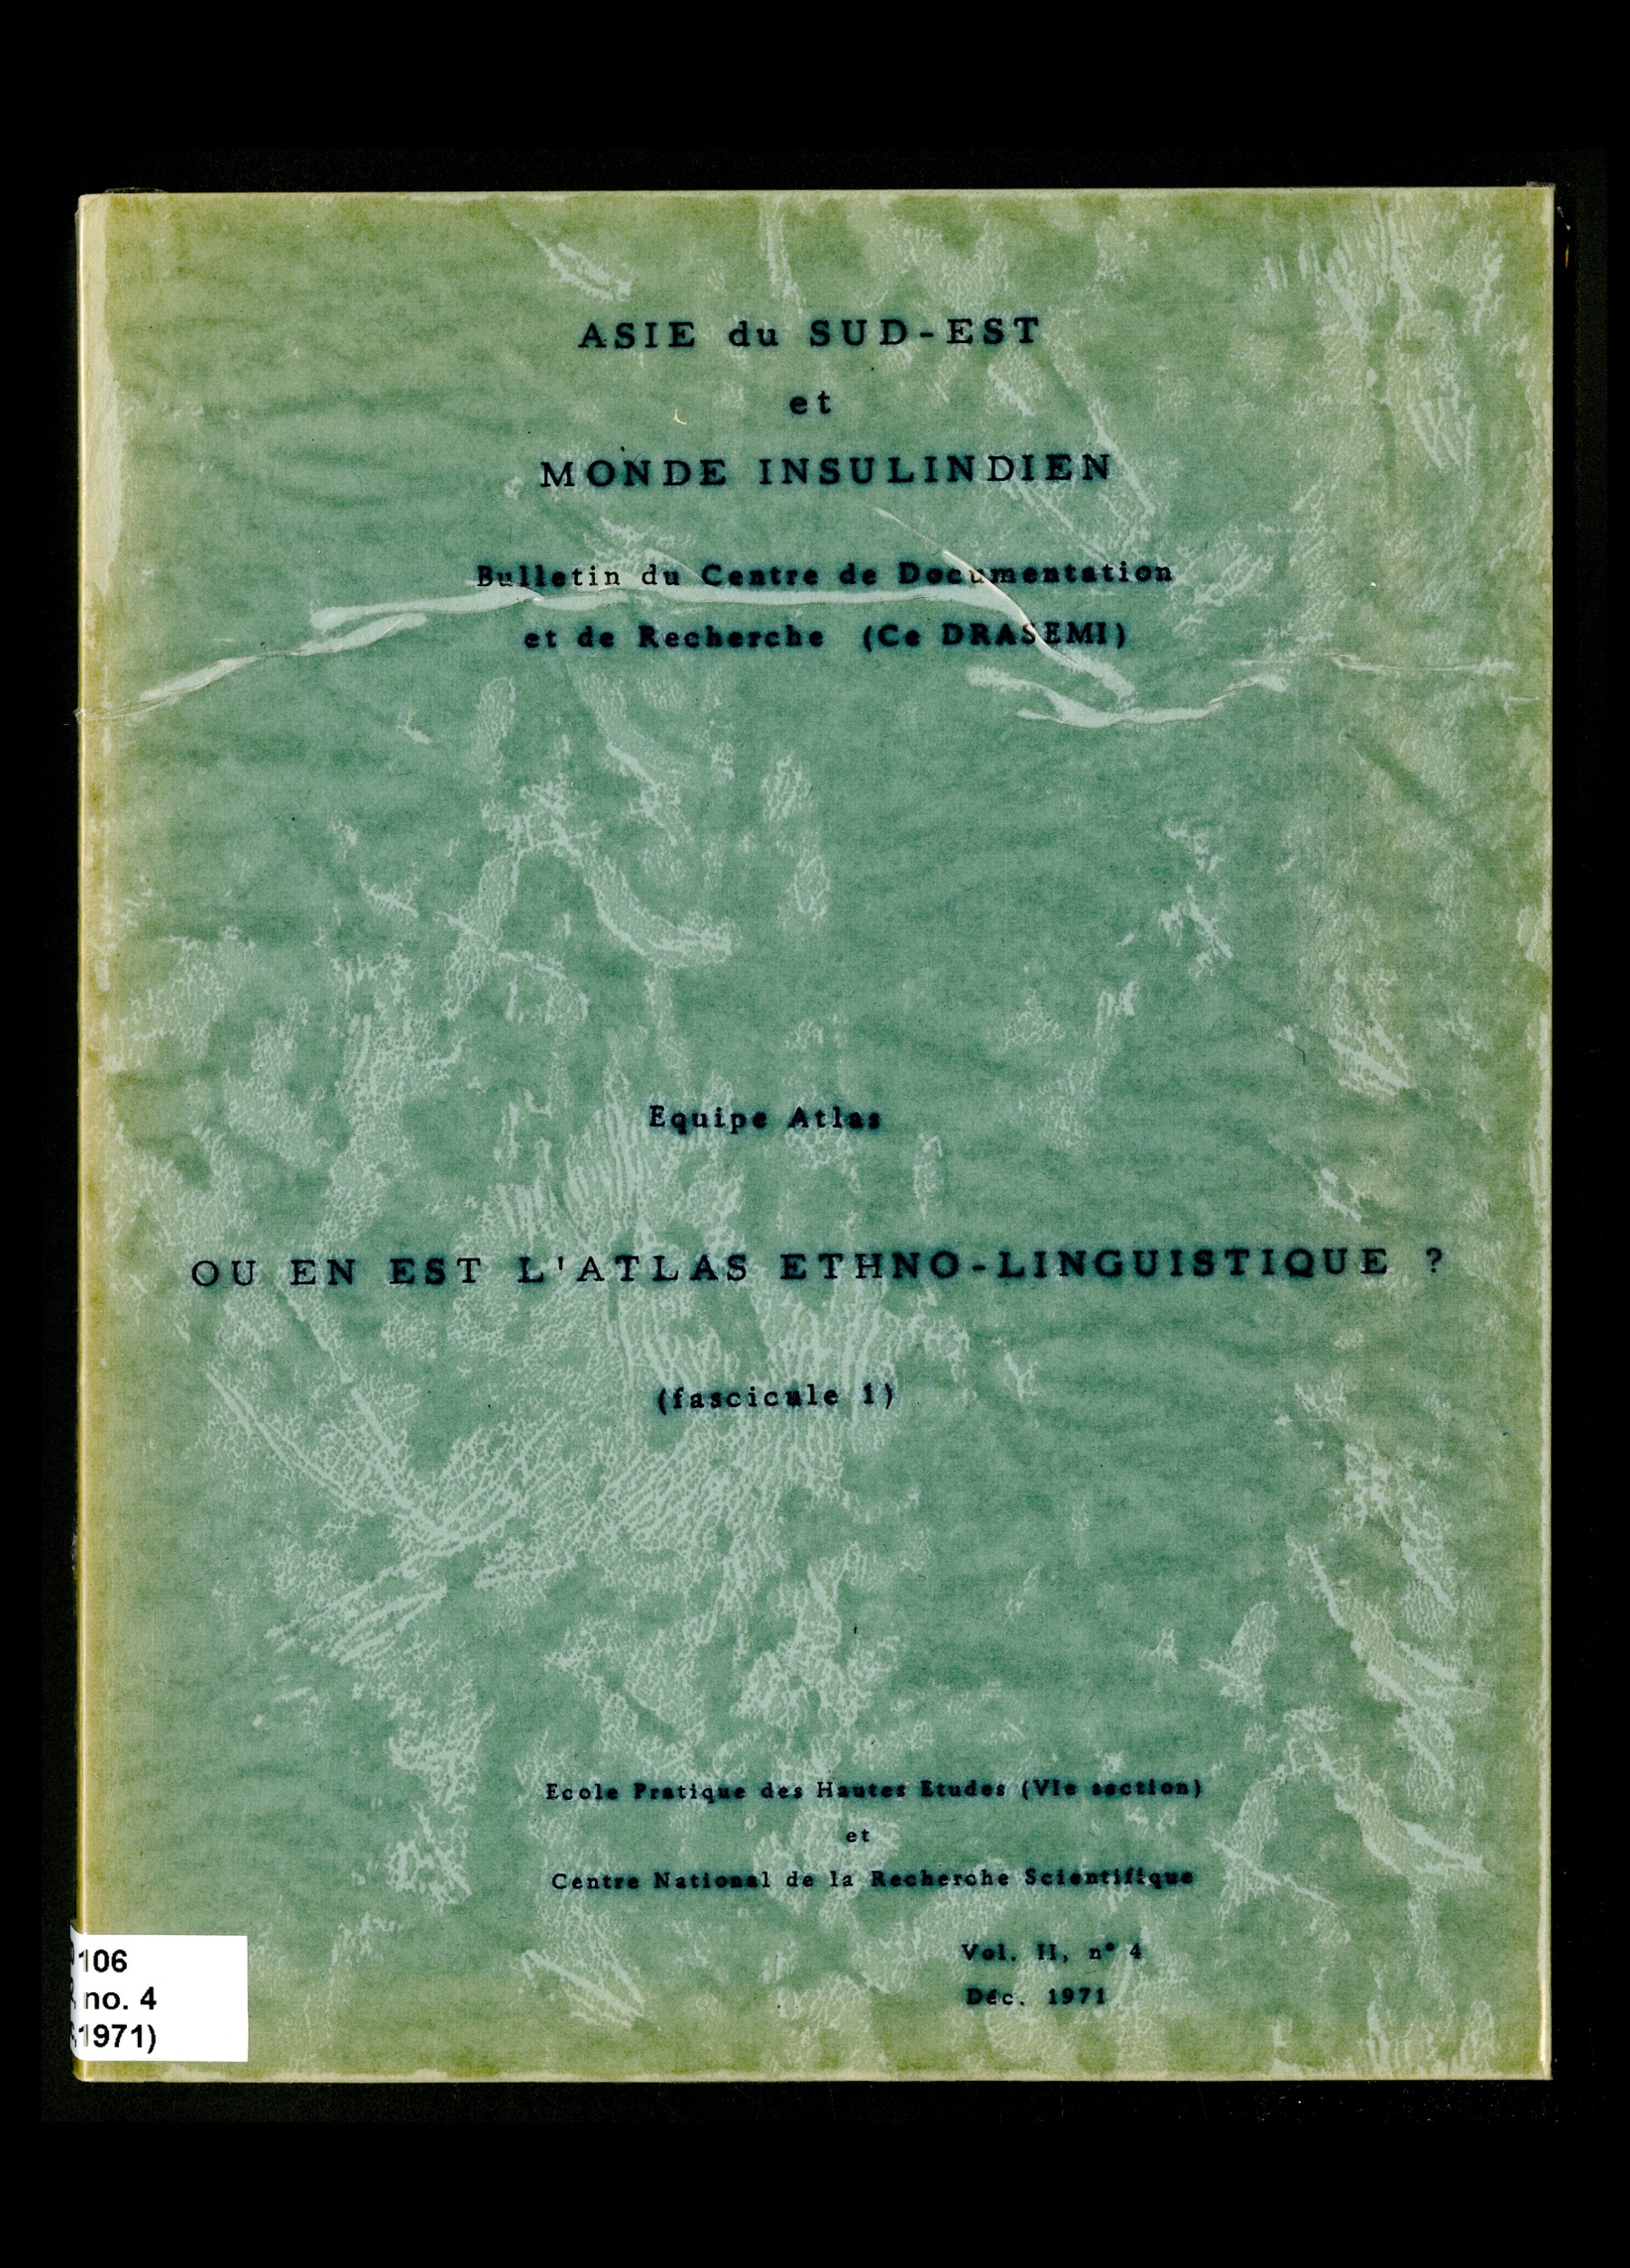 ASIE du SUD-EST
et
MONDE INSULINDIEN
Bulletin du Centre de Documentation
et de Recherche (Ce DRASEMI)
Equipe Atlas
OU EN EST L'ATLAS ETHNO-LINGUISTIQUE ?
(fascicule 1)
Ecole Pratique des Hautes Etudes (VIe section)
et
Centre National de la Recherche Scientifique
Vol. II, n° 4
Déc. 1971
106
no. 4
1971)